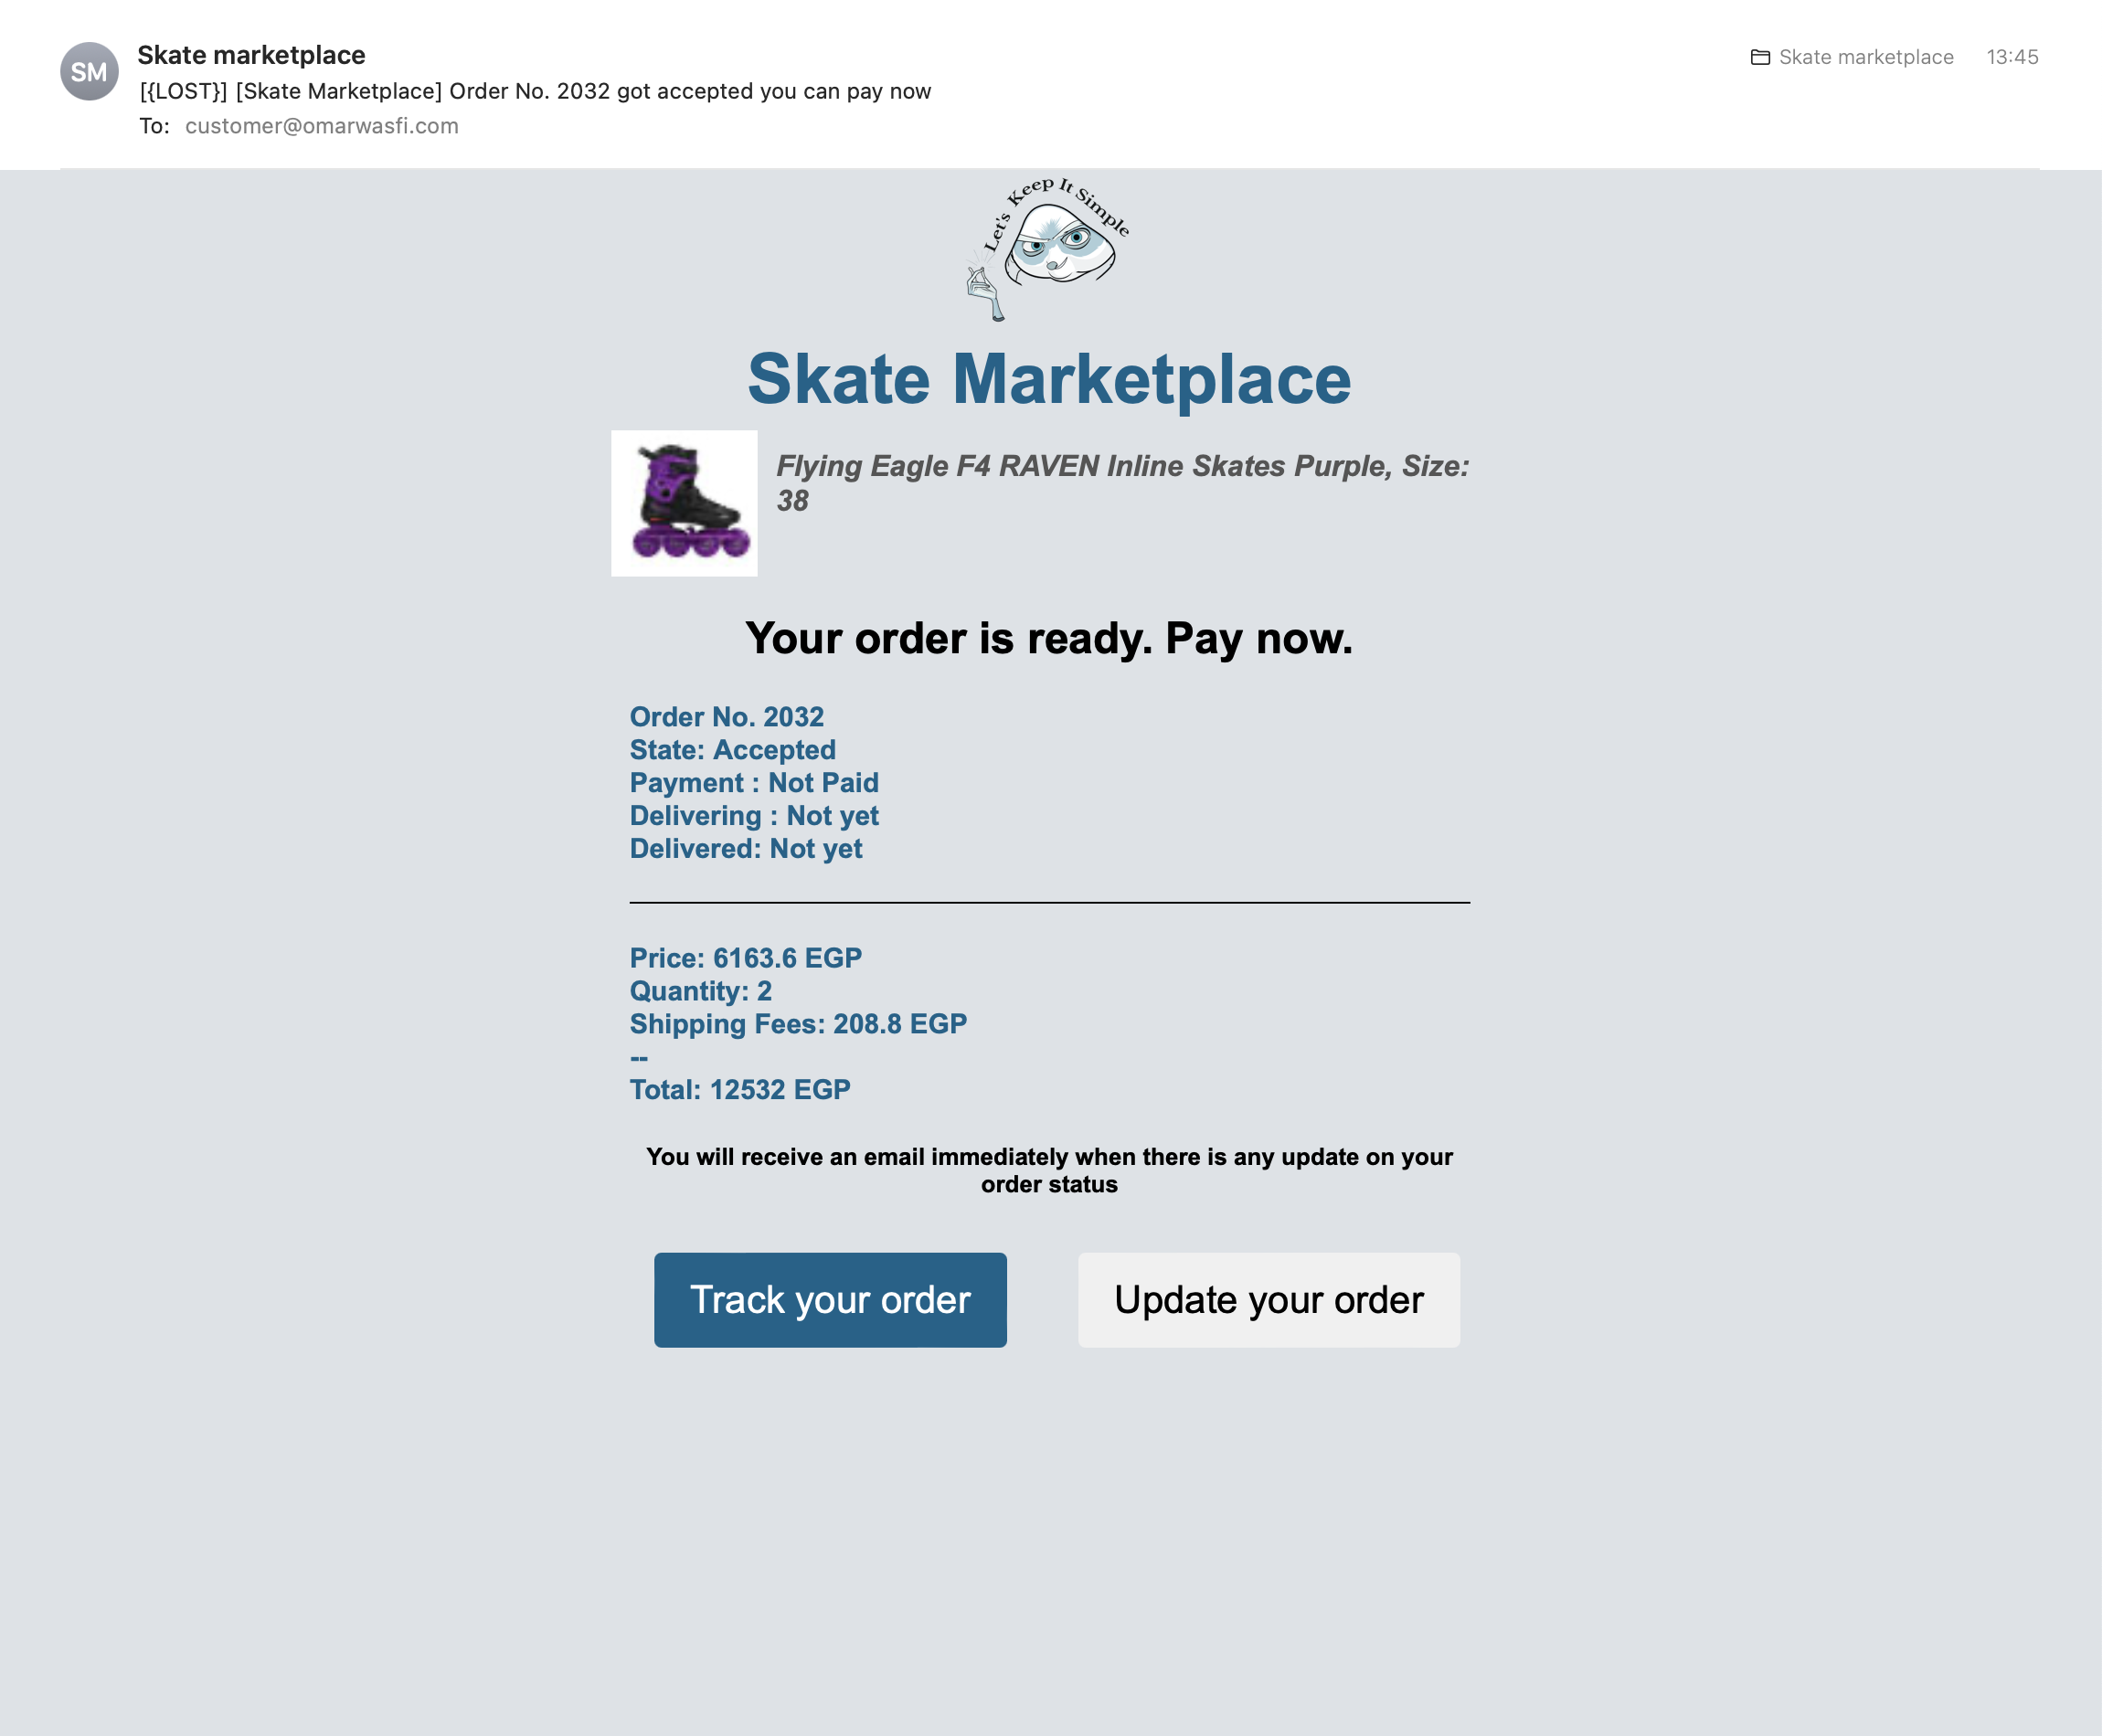 SM
Skate marketplace
Skate marketplace 13:45
[{LOST}] [Skate Marketplace] Order No. 2032 got accepted you can pay now
To: customer@omarwasfi.com
Let's Keep It Simple
Skate Marketplace
Flying Eagle F4 RAVEN Inline Skates Purple, Size:
38
Your order is ready. Pay now.
Order No. 2032
State: Accepted
Payment : Not Paid
Delivering : Not yet
Delivered: Not yet
Price: 6163.6 EGP
Quantity: 2
Shipping Fees: 208.8 EGP
--
Total: 12532 EGP
You will receive an email immediately when there is any update on your
order status
Track your order
Update your order